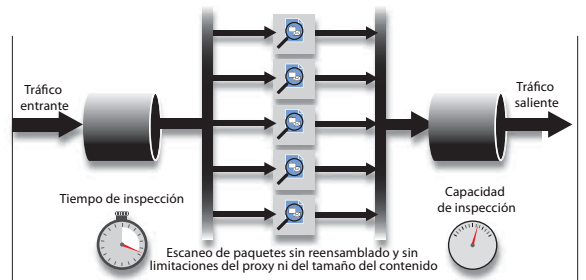 Tráfico
entrante
Tráfico
saliente
Tiempo de inspección
Capacidad
de inspección
Escaneo de paquetes sin reensamblado y sin
limitaciones del proxy ni del tamaño del contenido